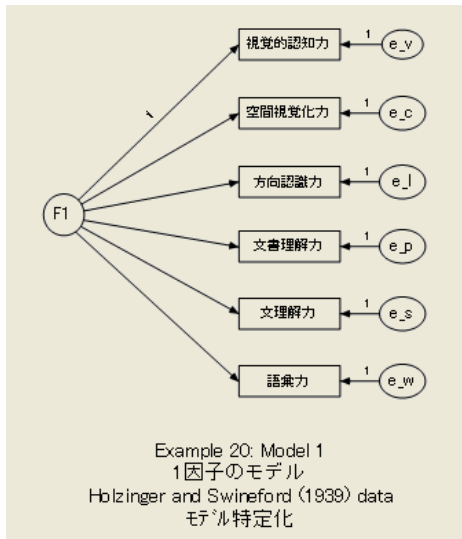 視覚的認知力
1
e_v
空間視覚化力
1
e_c
1
方向認識力
1
e_l
F1
文書理解力
1
e_p
文理解力
1
e_s
語彙力
1
e_w
Example 20: Model 1
1因子のモデル
Holzinger and Swineford (1939) data
モデル特定化